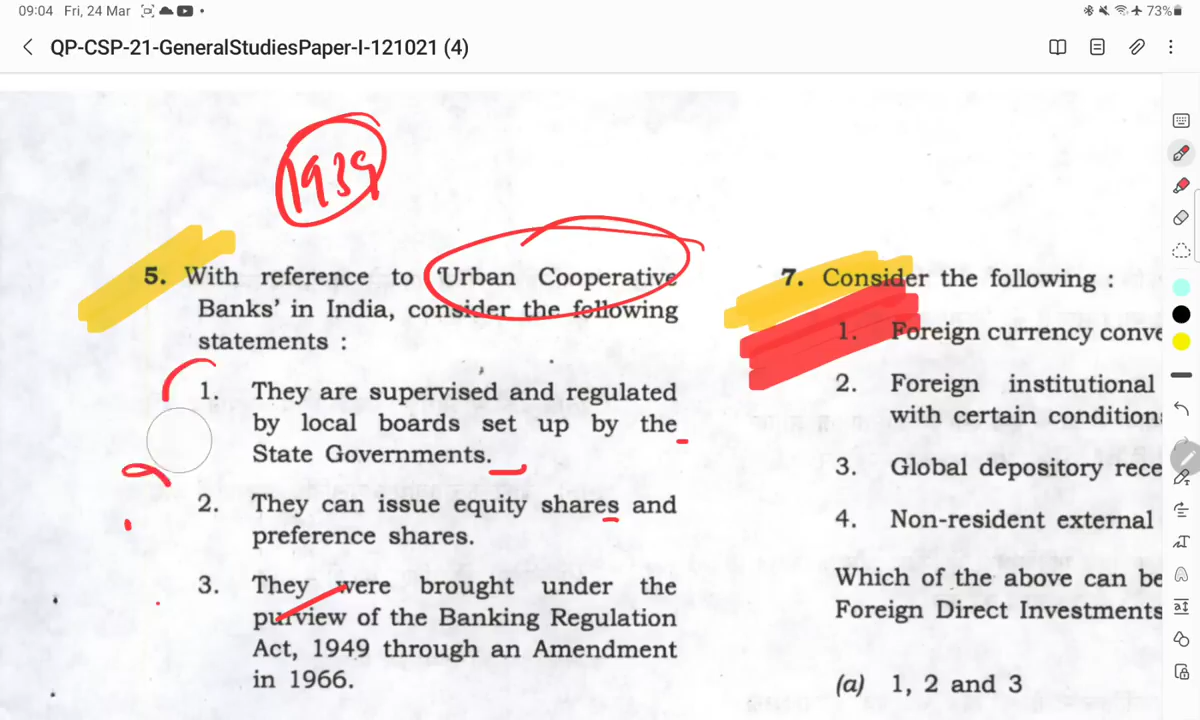 09:04 Fri, 24 Mar
73%
QP-CSP-21-GeneralStudiesPaper-I-121021 (4)
1939
5. With reference to 'Urban Cooperative
Banks' in India, consider the following
statements :
1. They are supervised and regulated
by local boards set up by the
State Governments.
2. They can issue equity shares and
preference shares.
3. They were brought under the
purview of the Banking Regulation
Act, 1949 through an Amendment
in 1966.
7. Consider the following :
1. Foreign currency conve
2. Foreign institutional
with certain condition
3. Global depository rece
4. Non-resident external
Which of the above can be
Foreign Direct Investments
(a) 1, 2 and 3